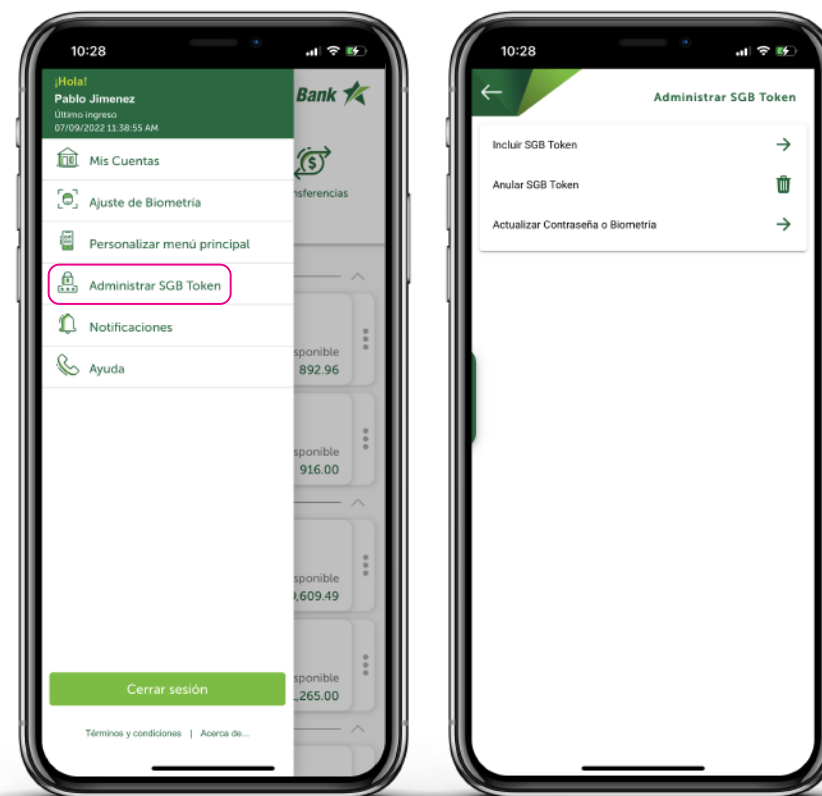 10:28
¡Hola!
Pablo Jimenez
Último ingreso
07/09/2022 11:38:55 AM
Bank
Mis Cuentas
Ajuste de Biometría
Personalizar menú principal
Administrar SGB Token
Notificaciones
Ayuda
nsferencias
sponible
892.96
sponible
916.00
sponible
,609.49
sponible
,265.00
Cerrar sesión
Términos y condiciones | Acerca de...
10:28
Administrar SGB Token
Incluir SGB Token
Anular SGB Token
Actualizar Contraseña o Biometría